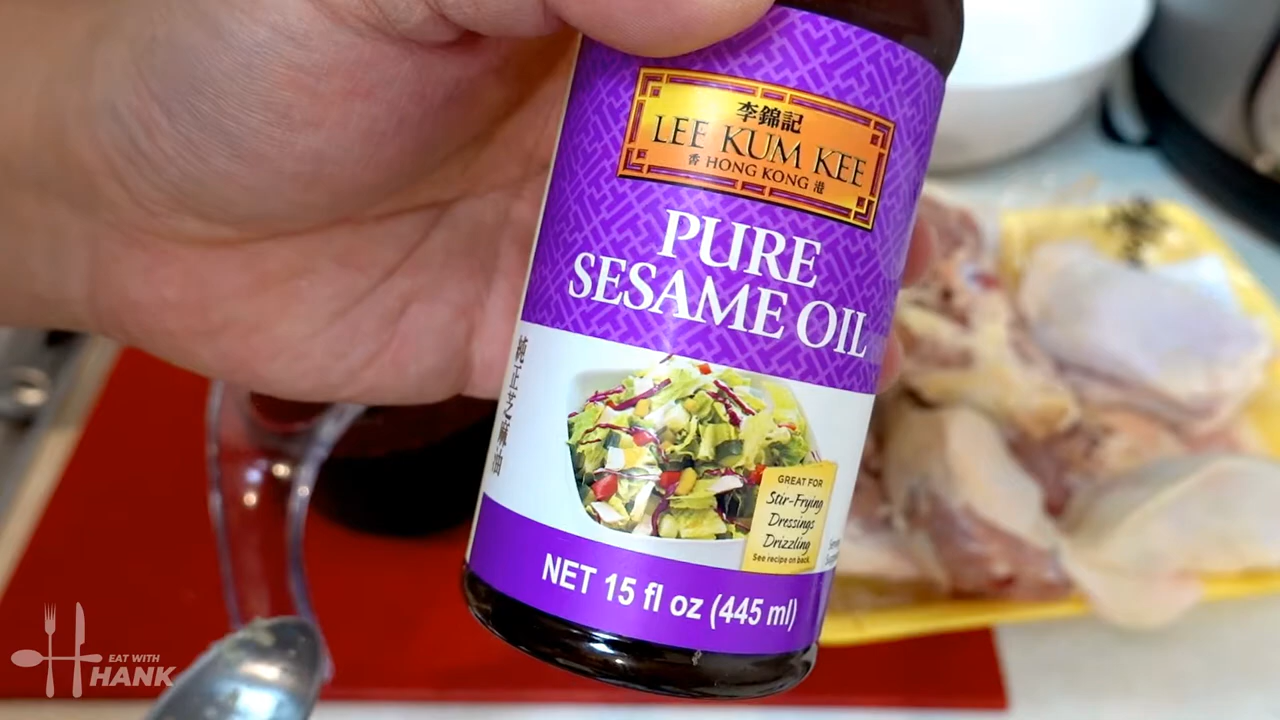 李錦記
LEE KUM KEE
香 HONG KONG 港
PURE
SESAME OIL
純正芝麻油
GREAT FOR
Stir-Frying
Dressings
Drizzling
See recipe on back.
NET 15 fl oz (445 ml)
EAT WITH
HANK